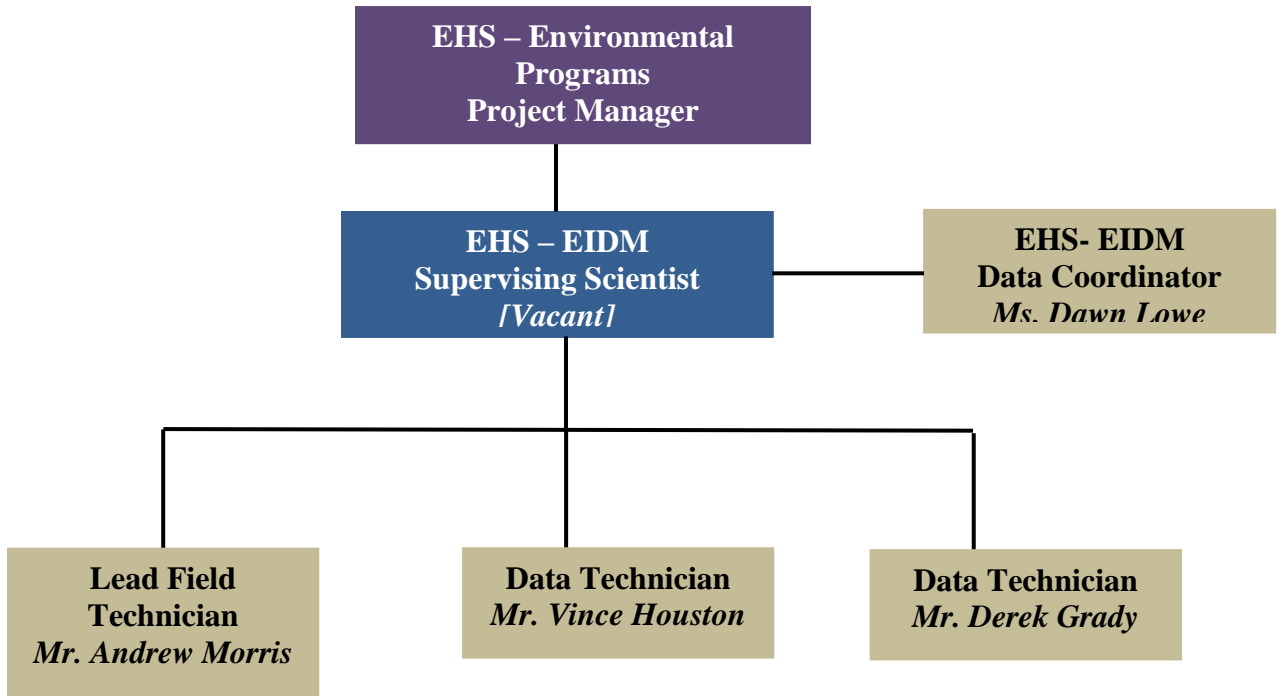 EHS – Environmental
Programs
Project Manager
EHS – EIDM
Supervising Scientist
[Vacant]
EHS- EIDM
Data Coordinator
Ms. Dawn Lowe
Lead Field
Technician
Mr. Andrew Morris
Data Technician
Mr. Vince Houston
Data Technician
Mr. Derek Grady